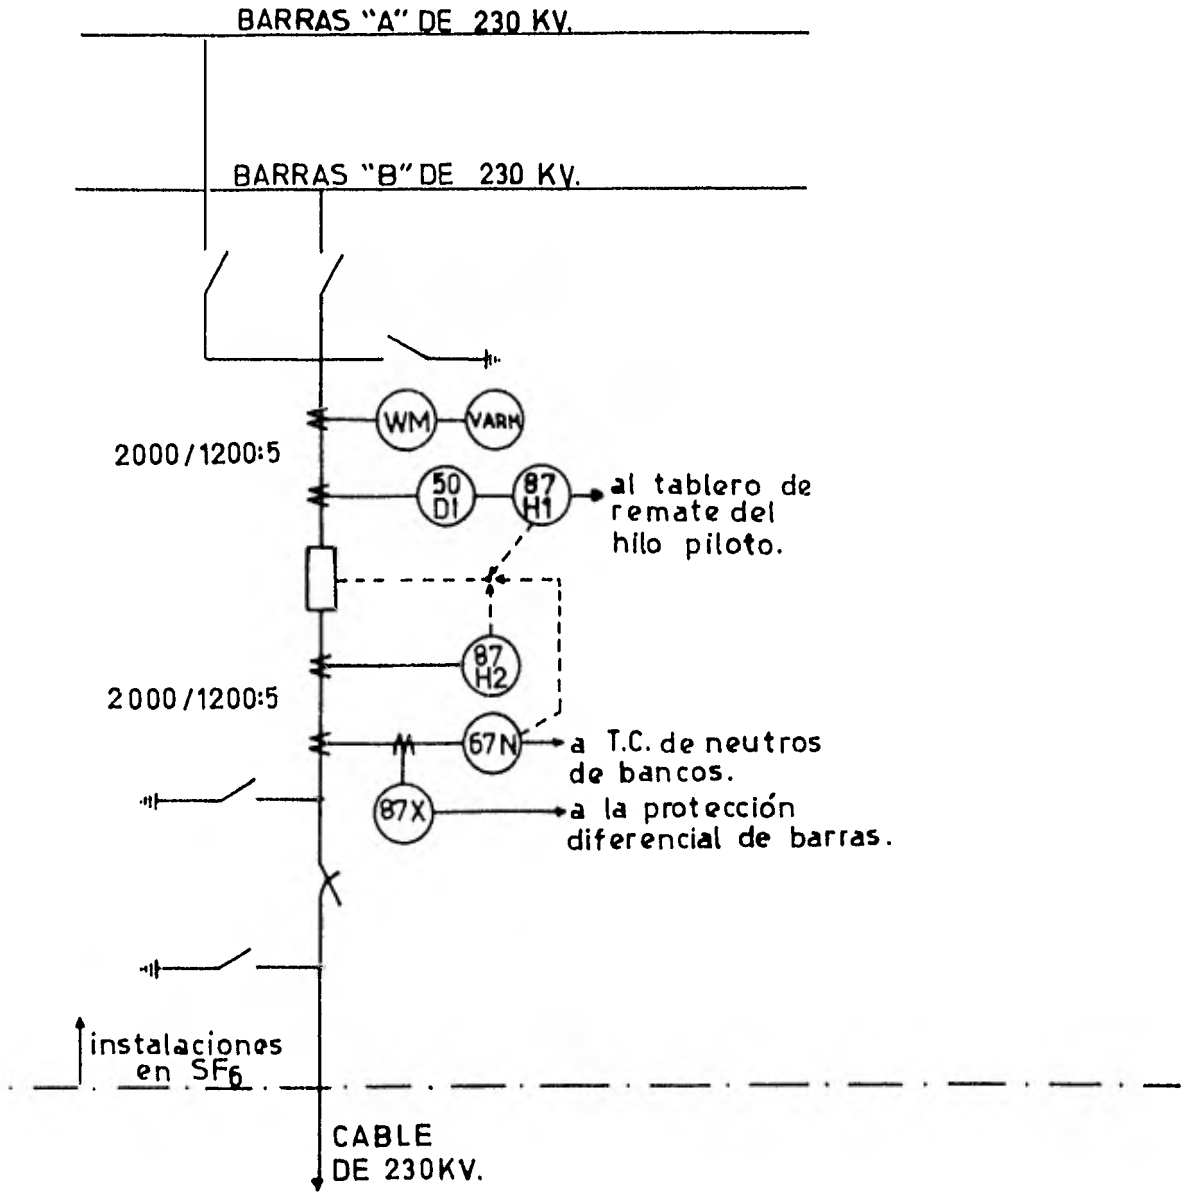 BARRAS "A" DE 230 KV.
BARRAS "B" DE 230 KV.
WM
VARH
2000/1200:5
50
D1
87
H1
al tablero de
remate del
hilo piloto.
87
H2
2000/1200:5
67N
a T.C. de neutros
de bancos.
87X
a la protección
diferencial de barras.
instalaciones
en SF6
CABLE
DE 230KV.